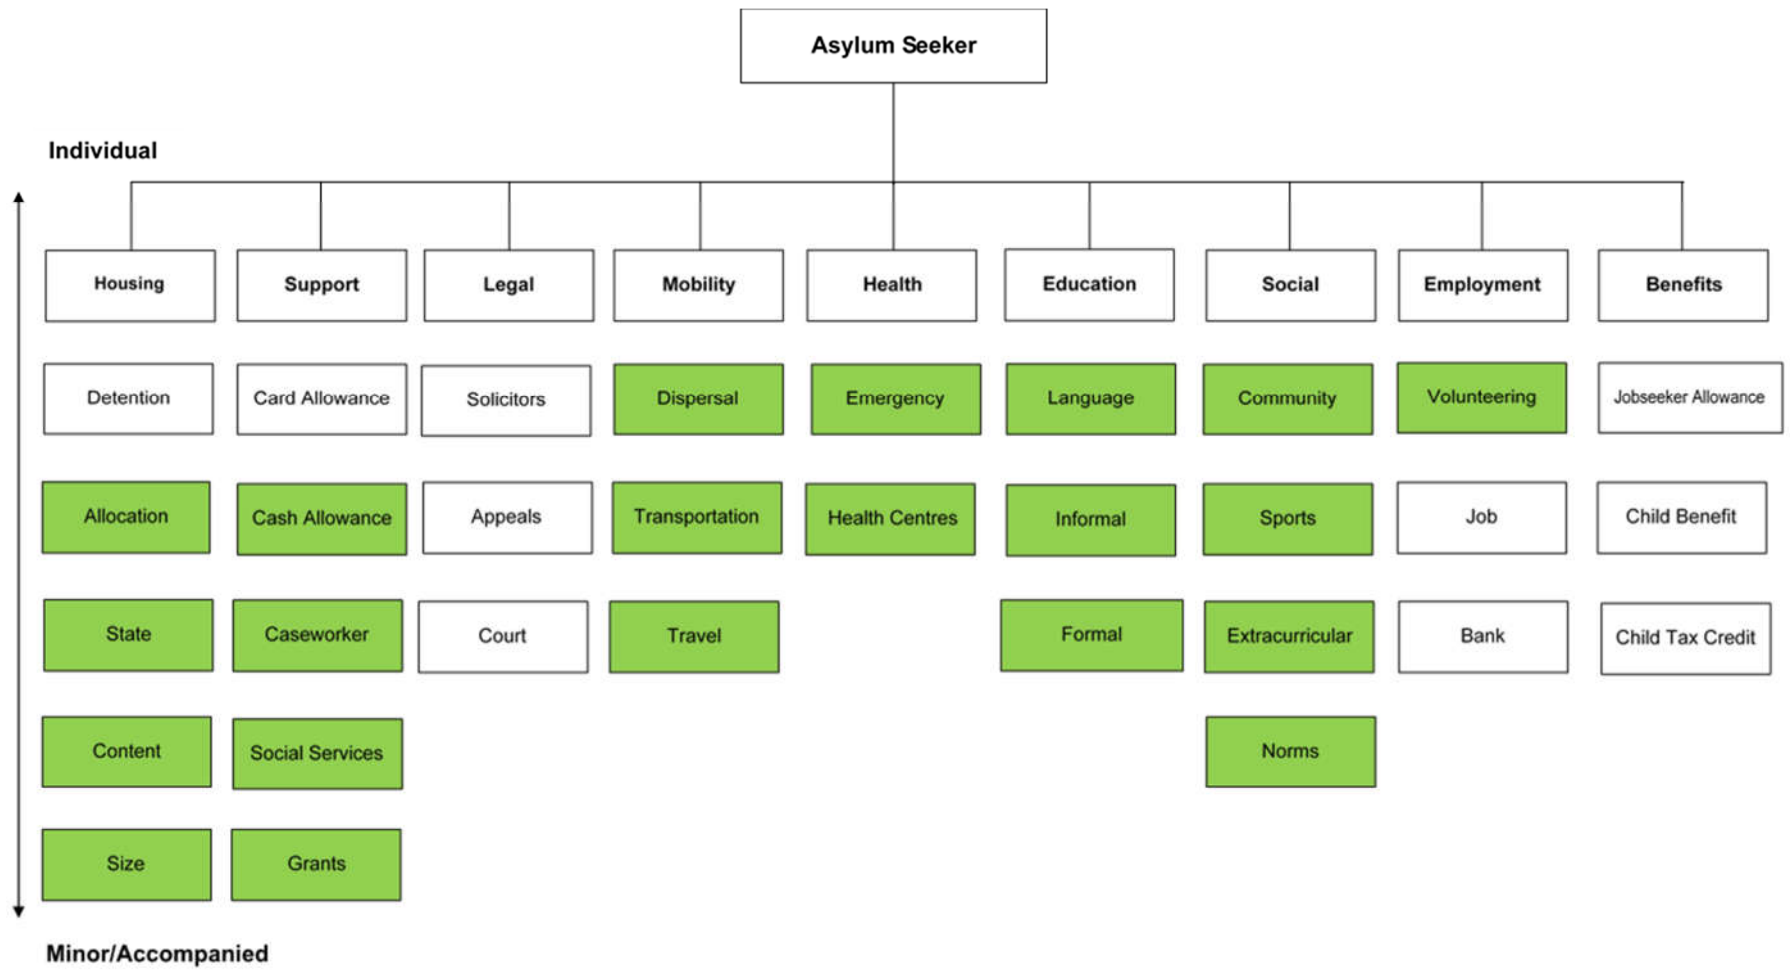 Asylum Seeker
Individual
Housing Support Legal Mobility Health Education Social Employment Benefits
Detention Card Allowance Solicitors Dispersal Emergency Language Community Volunteering Jobseeker Allowance
Allocation Cash Allowance Appeals Transportation Health Centres Informal Sports Job Child Benefit
State Caseworker Court Travel Formal Extracurricular Bank Child Tax Credit
Content Social Services Norms
Size Grants
Minor/Accompanied